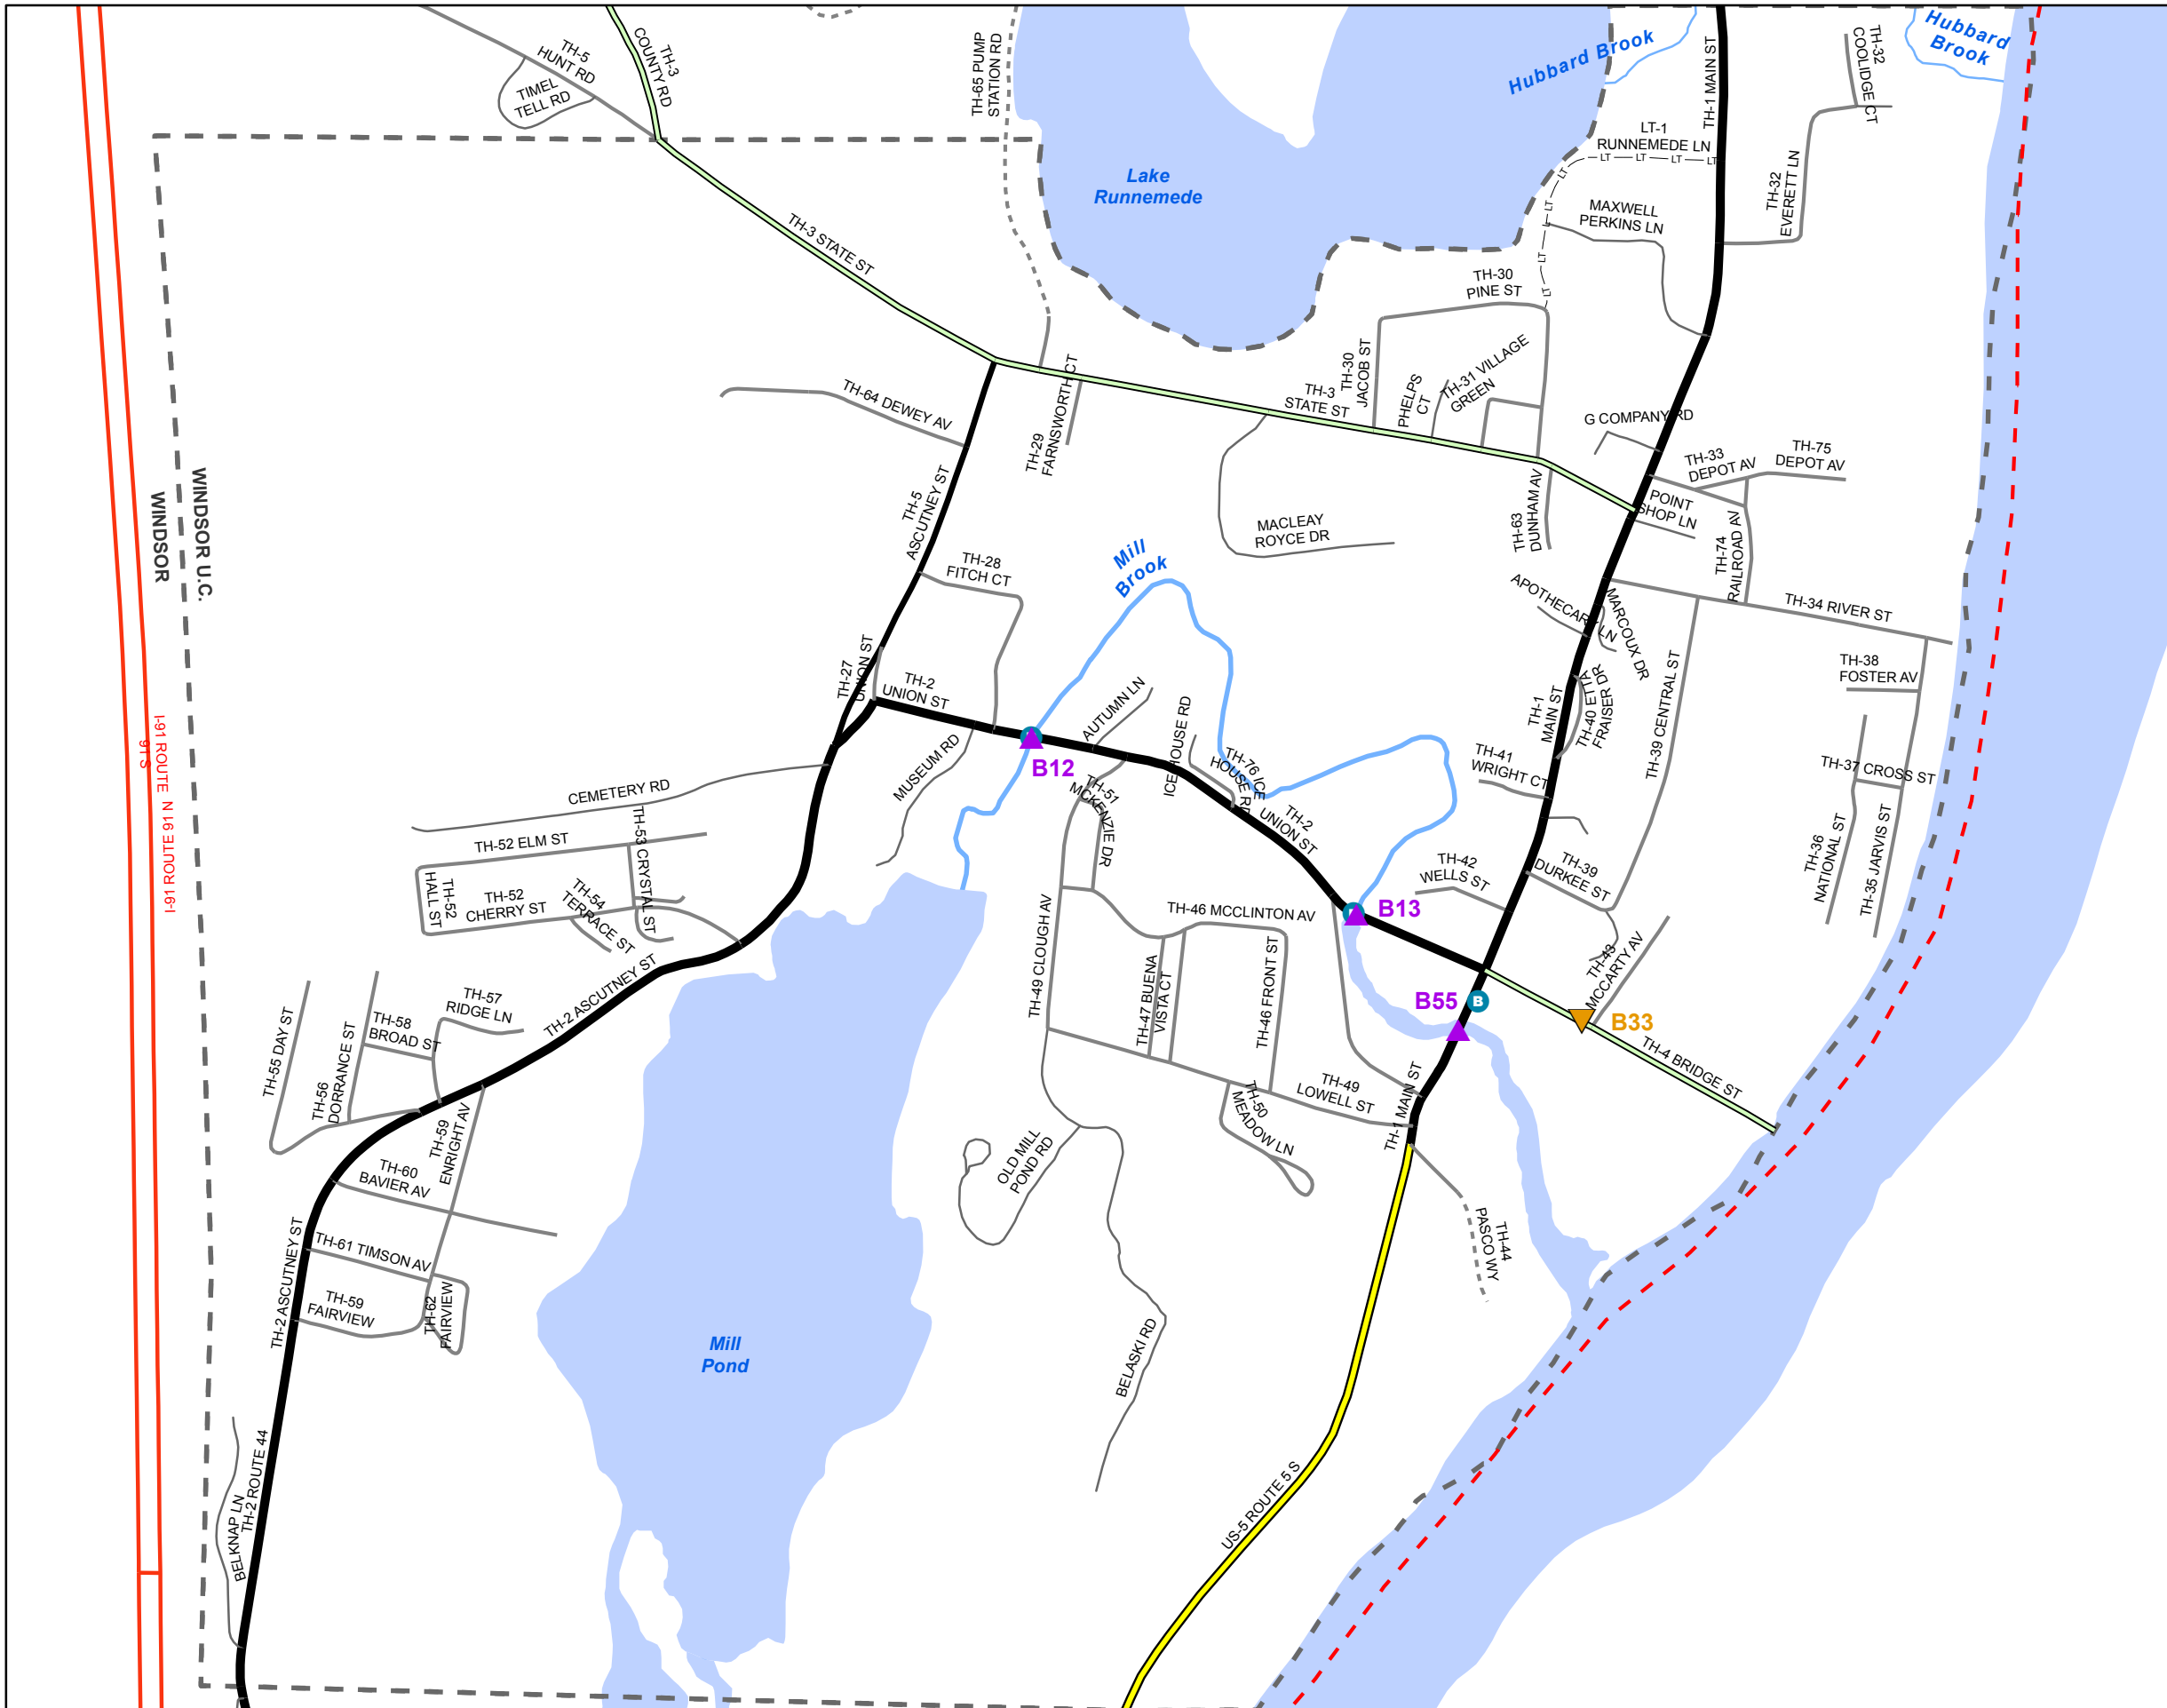 TH-5
HUNT RD
TIMEL
TELL RD
TH-3
COUNTY RD
TH-65 PUMP
STATION RD
Hubbard Brook
TH-1 MAIN ST
TH-32
COOLIDGE CT
Hubbard
Brook
LT-1
RUNNEMEDE LN
LT
LT
LT
LT
LT
LT
LT
LT
TH-32
EVERETT LN
Lake
Runnemede
MAXWELL
PERKINS LN
TH-3 STATE ST
TH-30
PINE ST
TH-30
JACOB ST
PHELPS
CT
TH-31 VILLAGE
GREEN
TH-3
STATE ST
TH-64 DEWEY AV
TH-29
FARNSWORTH CT
G COMPANY RD
TH-33
DEPOT AV
TH-75
DEPOT AV
POINT
SHOP LN
TH-63
DUNHAM AV
TH-74
RAILROAD AV
WINDSOR
WINDSOR U.C.
TH-5
ASCUTNEY ST
MACLEAY
ROYCE DR
TH-28
FITCH CT
Mill
Brook
APOTHECARY LN
MARCOUX DR
TH-34 RIVER ST
TH-27
UNION ST
TH-2
UNION ST
AUTUMN LN
ICE HOUSE RD
TH-76 ICE
HOUSE RD
TH-1
MAIN ST
TH-40 ETTA
FRAISER DR
TH-39 CENTRAL ST
TH-38
FOSTER AV
I-91 ROUTE 91 N
I-91 ROUTE
91 S
MUSEUM RD
B12
TH-51
MCKENZIE DR
TH-2
UNION ST
TH-41
WRIGHT CT
TH-37 CROSS ST
CEMETERY RD
TH-52 ELM ST
TH-53 CRYSTAL ST
TH-52
HALL ST
TH-52
CHERRY ST
TH-54
TERRACE ST
TH-42
WELLS ST
TH-39
DURKEE ST
TH-36
NATIONAL ST
TH-35 JARVIS ST
TH-46 MCCLINTON AV
B13
TH-49 CLOUGH AV
TH-47 BUENA
VISTA CT
TH-46 FRONT ST
TH-43
MCCARTY AV
TH-2 ASCUTNEY ST
B55
B
B33
TH-4 BRIDGE ST
TH-57
RIDGE LN
TH-58
BROAD ST
TH-55 DAY ST
TH-56
DORRANCE ST
TH-59
ENRIGHT AV
TH-49
LOWELL ST
TH-50
MEADOW LN
TH-1 MAIN ST
OLD MILL
POND RD
TH-60
BAVIER AV
TH-61 TIMSON AV
TH-44
PASCO WY
TH-59
FAIRVIEW
TH-62
FAIRVIEW
TH-2 ASCUTNEY ST
Mill
Pond
BELASKI RD
TH-2 ROUTE 44
BELKNAP LN
US-5 ROUTE 5 S